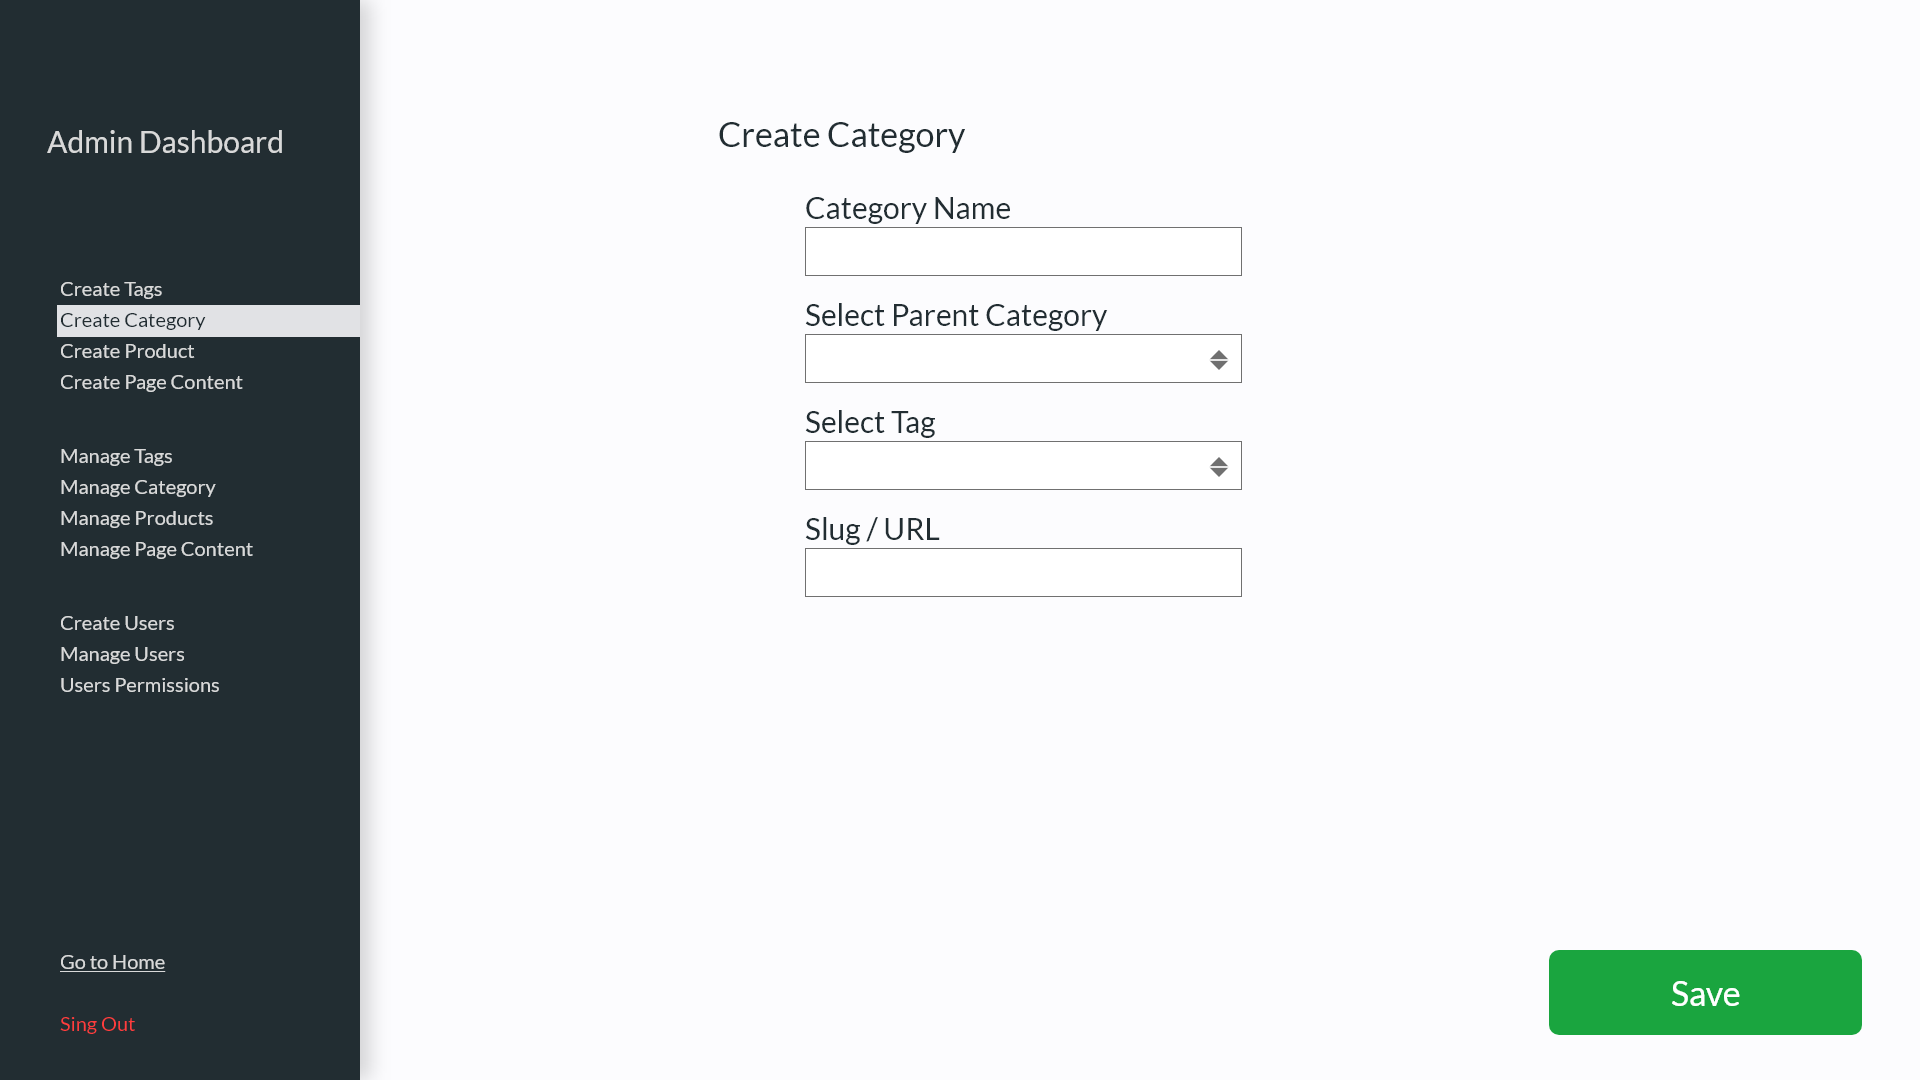 Admin Dashboard
Create Tags
Create Category
Create Product
Create Page Content
Manage Tags
Manage Category
Manage Products
Manage Page Content
Create Users
Manage Users
Users Permissions
Go to Home
Sing Out
Create Category
Category Name
Select Parent Category
Select Tag
Slug / URL
Save